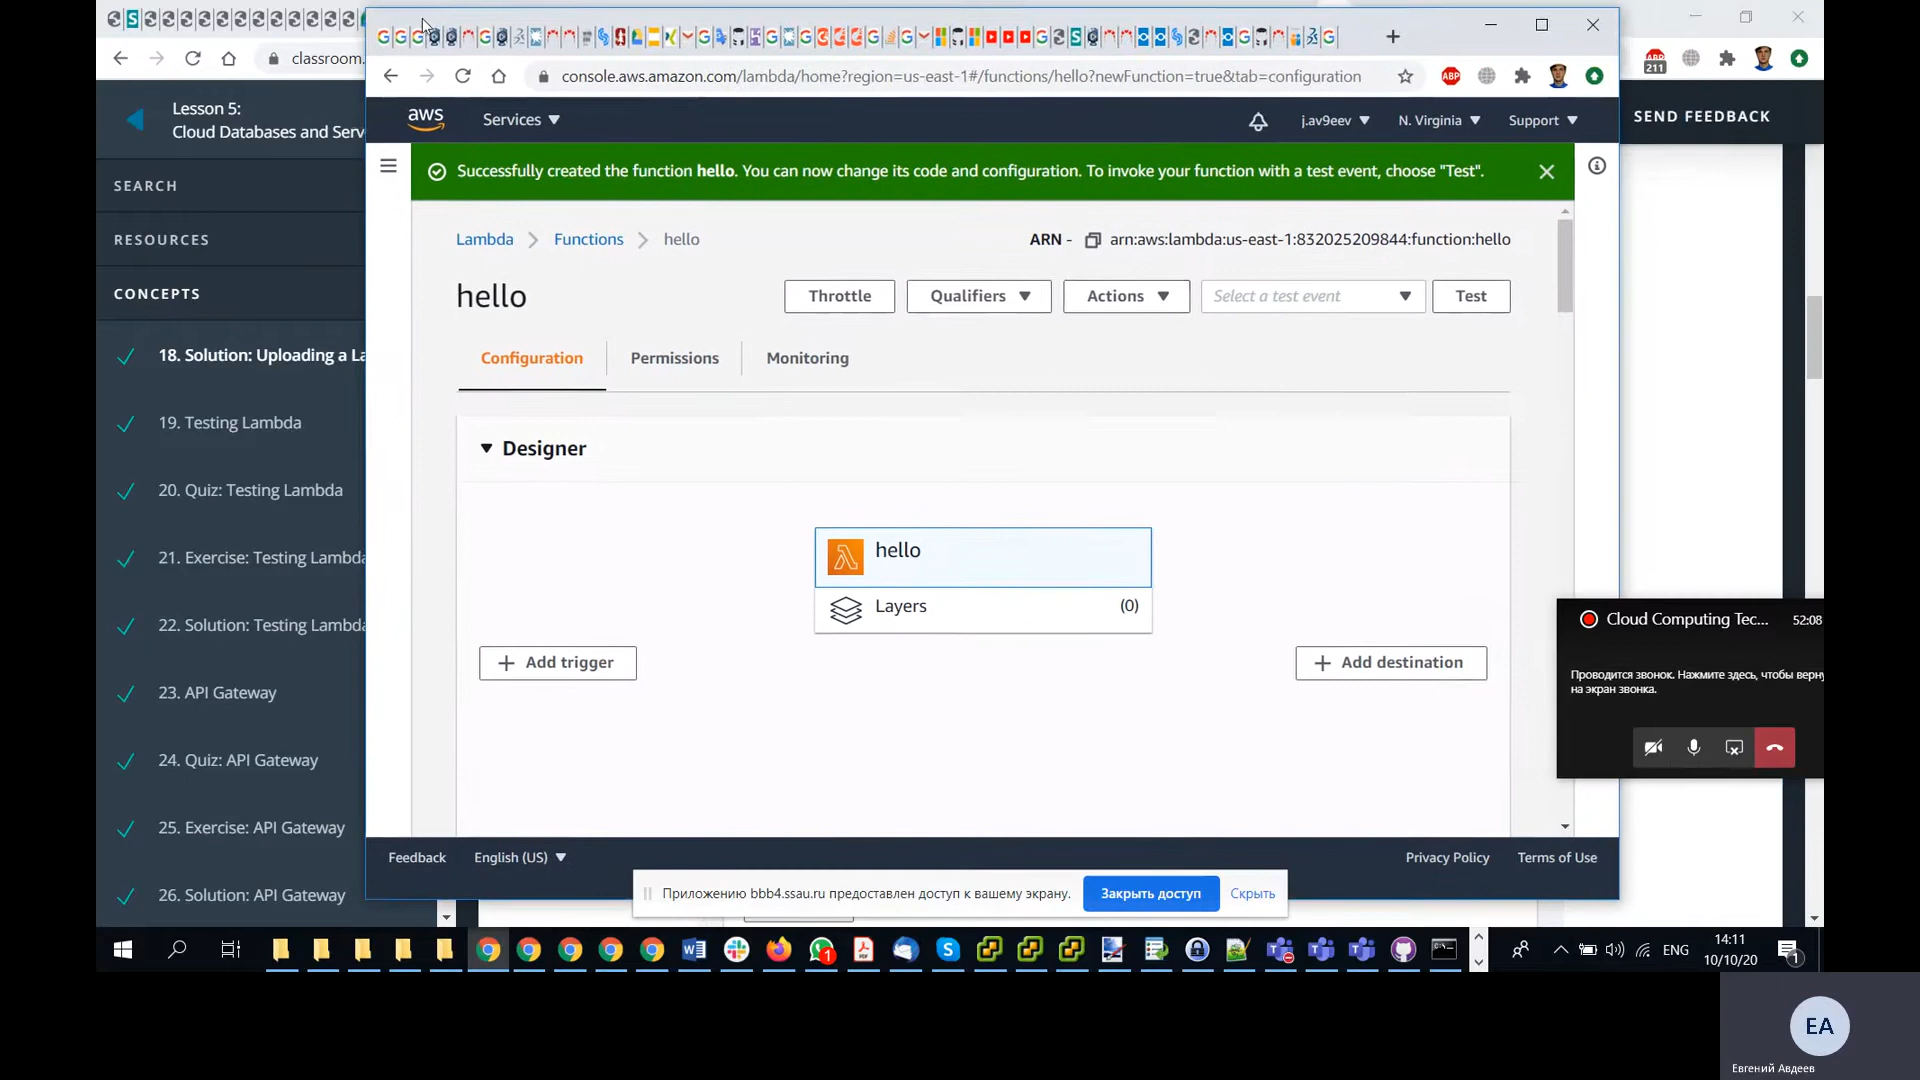 classroom.
211
Lesson 5:
Cloud Databases and Serv
SEARCH
RESOURCES
CONCEPTS
18. Solution: Uploading a La
19. Testing Lambda
20. Quiz: Testing Lambda
21. Exercise: Testing Lambda
22. Solution: Testing Lambda
23. API Gateway
24. Quiz: API Gateway
25. Exercise: API Gateway
26. Solution: API Gateway
SEND FEEDBACK
console.aws.amazon.com/lambda/home?region=us-east-1#/functions/hello?newFunction=true&tab=configuration
ABP
aws
Services
j.av9eev
N. Virginia
Support
Successfully created the function hello. You can now change its code and configuration. To invoke your function with a test event, choose "Test".
Lambda
Functions
hello
ARN - arn:aws:lambda:us-east-1:832025209844:function:hello
hello
Throttle
Qualifiers
Actions
Select a test event
Test
Configuration
Permissions
Monitoring
Designer
hello
Layers
(0)
+ Add trigger
+ Add destination
Feedback
English (US)
Privacy Policy
Terms of Use
Cloud Computing Tec...
52:08
Проводится звонок. Нажмите здесь, чтобы верну
на экран звонка.
Приложению bbb4.ssau.ru предоставлен доступ к вашему экрану.
Закрыть доступ
Скрыть
ENG
14:11
10/10/20
1
1
EA
Евгений Авдеев